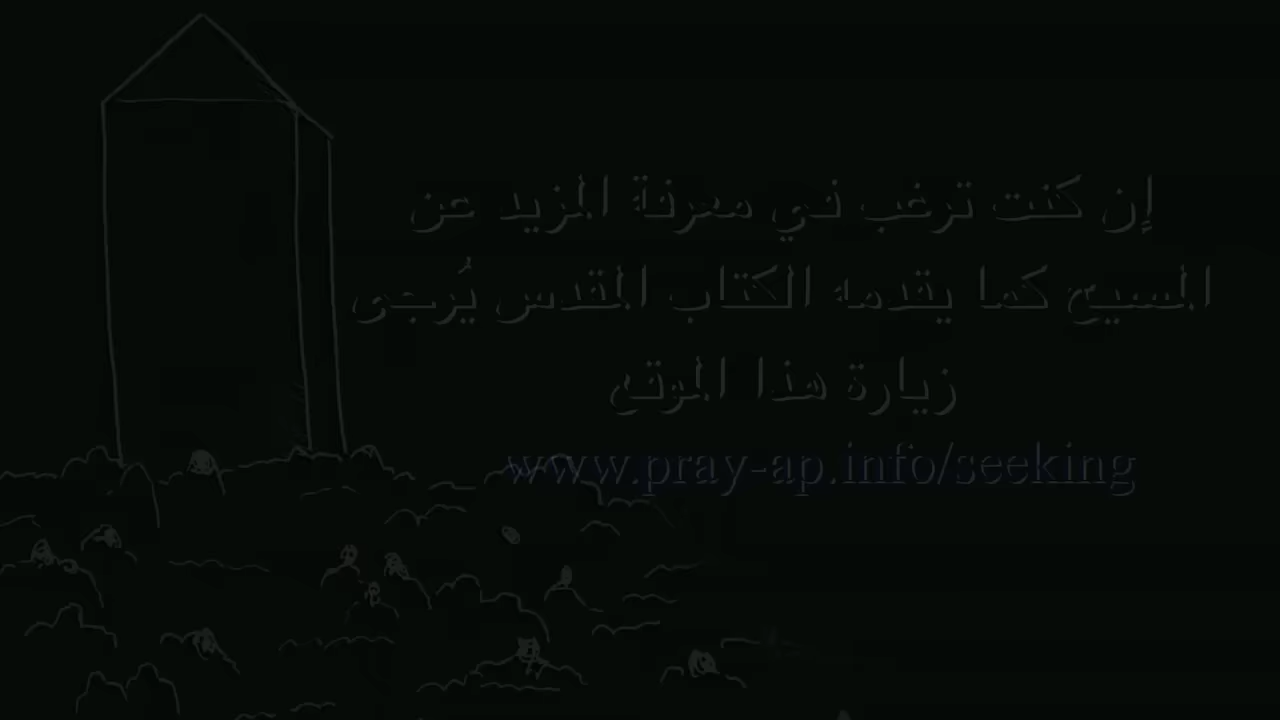 إن كنت ترغب في معرفة المزيد عن
المسيح كما يقدمه الكتاب المقدس يُرجى
زيارة هذا الموقع
www.pray-ap.info/seeking